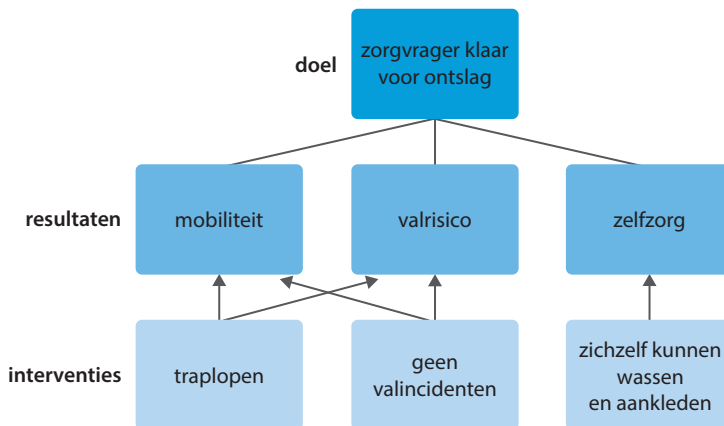 doel
zorgvrager klaar
voor ontslag
resultaten
mobiliteit
valrisico
zelfzorg
interventies
traplopen
geen
valincidenten
zichzelf kunnen
wassen
en aankleden